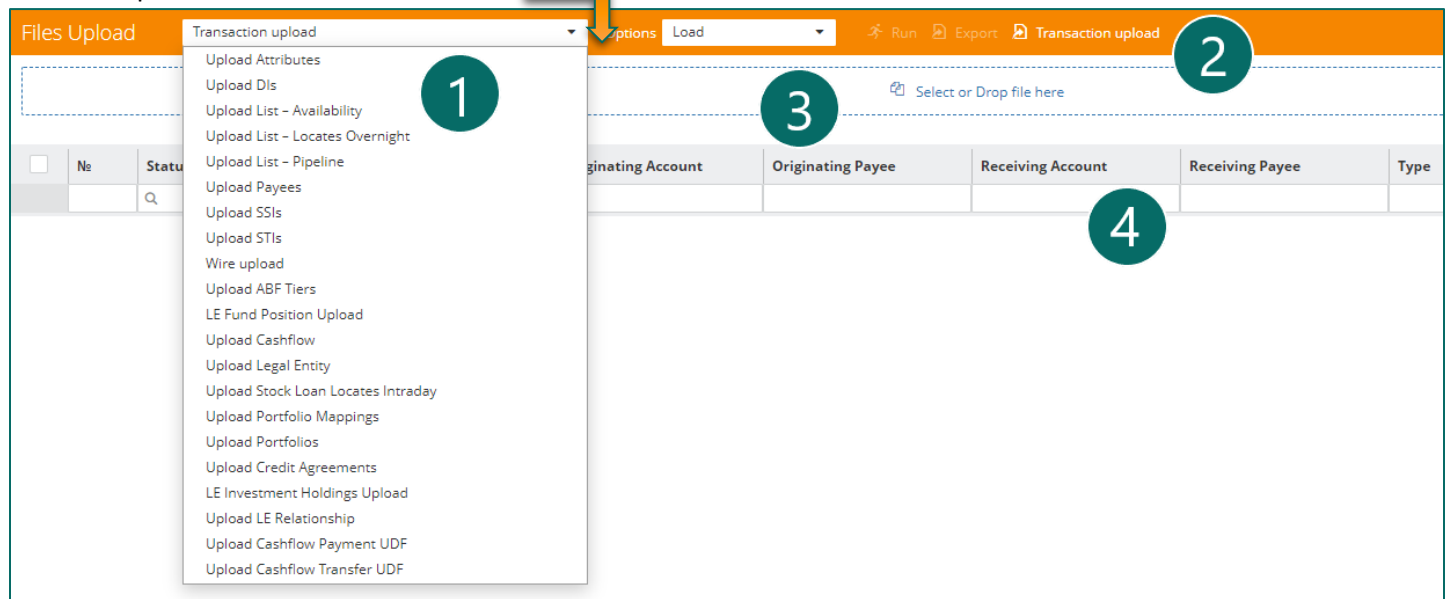 Files Upload Transaction upload Options Load Run Export Transaction upload
2
Upload Attributes
1
Upload DIs
Select or Drop file here
3
Upload List – Availability
Upload List – Locates Overnight
№ Statu ginating Account Originating Payee Receiving Account Receiving Payee Type
Upload List – Pipeline
Upload Payees
4
Upload SSIs
Upload STIs
Wire upload
Upload ABF Tiers
LE Fund Position Upload
Upload Cashflow
Upload Legal Entity
Upload Stock Loan Locates Intraday
Upload Portfolio Mappings
Upload Portfolios
Upload Credit Agreements
LE Investment Holdings Upload
Upload LE Relationship
Upload Cashflow Payment UDF
Upload Cashflow Transfer UDF